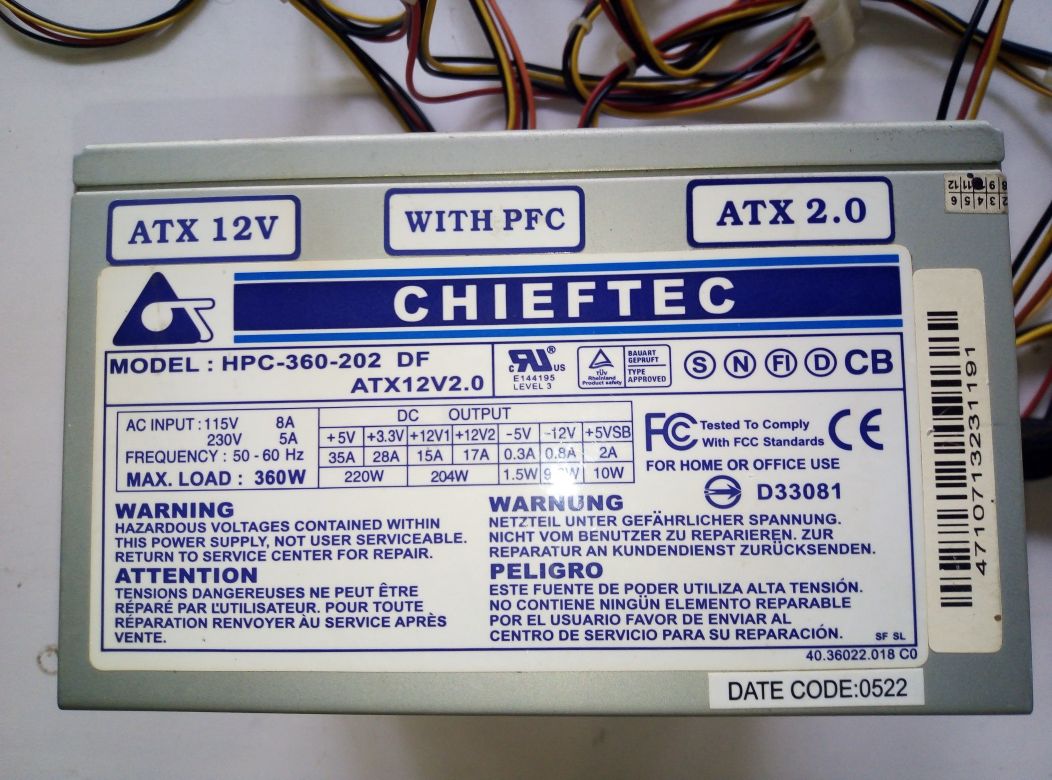 ATX 12V
WITH PFC
ATX 2.0
CHIEFTEC
MODEL : HPC-360-202 DF
ATX12V2.0
c RU ® US
E144195
LEVEL 3
TÜV
Rheinland
Product safety
BAUART
GEPRÜFT
TYPE
APPROVED
S N FI D CB
AC INPUT : 115V 8A
230V 5A
FREQUENCY : 50 - 60 Hz
MAX. LOAD : 360W
DC OUTPUT
+5V +3.3V +12V1 +12V2 -5V -12V +5VSB
35A 28A 15A 17A 0.3A 0.8A 2A
220W 204W 1.5W 10W
FC Tested To Comply
With FCC Standards CE
FOR HOME OR OFFICE USE
D33081
WARNING
HAZARDOUS VOLTAGES CONTAINED WITHIN
THIS POWER SUPPLY, NOT USER SERVICEABLE.
RETURN TO SERVICE CENTER FOR REPAIR.
ATTENTION
TENSIONS DANGEREUSES NE PEUT ÊTRE
RÉPARÉ PAR L'UTILISATEUR. POUR TOUTE
RÉPARATION RENVOYER ÀU SERVICE APRÈS
VENTE.
WARNUNG
NETZTEIL UNTER GEFÄHRLICHER SPANNUNG.
NICHT VOM BENUTZER ZU REPARIEREN. ZUR
REPARATUR AN KUNDENDIENST ZURÜCKSENDEN.
PELIGRO
ESTE FUENTE DE PODER UTILIZA ALTA TENSIÓN.
NO CONTIENE NINGÚN ELEMENTO REPARABLE
POR EL USUARIO FAVOR DE ENVIAR AL
CENTRO DE SERVICIO PARA SU REPARACIÓN.
SF SL
40.36022.018 C0
DATE CODE:0522
4710713231191